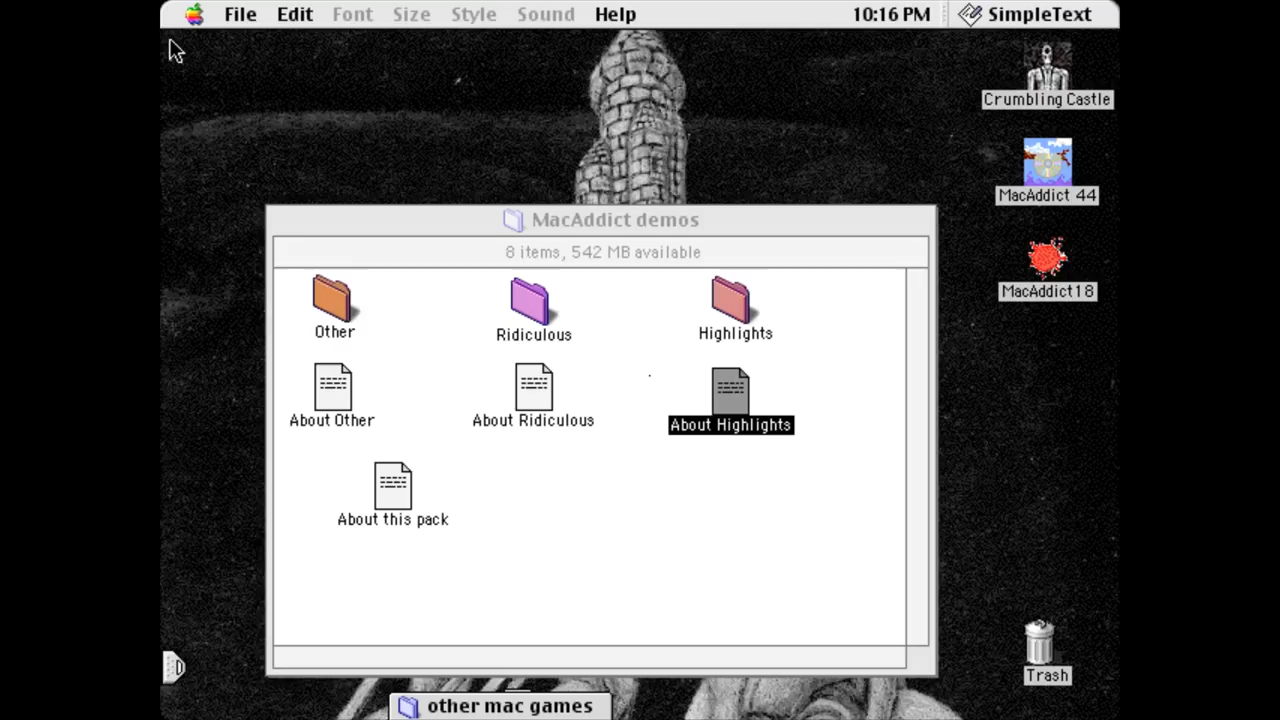 File Edit Font Size Style Sound Help 10:16 PM SimpleText
Crumbling Castle
MacAddict 44
MacAddict18
MacAddict demos
8 items, 542 MB available
Other Ridiculous Highlights
About Other About Ridiculous About Highlights
About this pack
Trash
other mac games